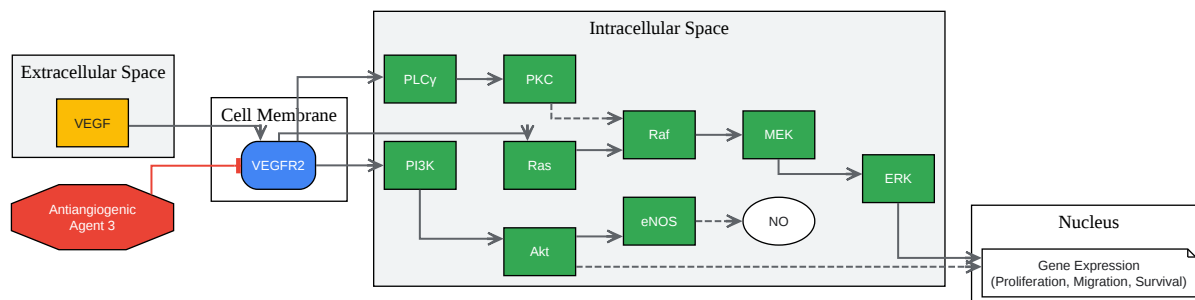 Intracellular Space
Extracellular Space
VEGF
Cell Membrane
VEGFR2
Antiangiogenic
Agent 3
PLCγ
PKC
Raf
MEK
PI3K
Ras
ERK
eNOS
NO
Akt
Nucleus
Gene Expression
(Proliferation, Migration, Survival)